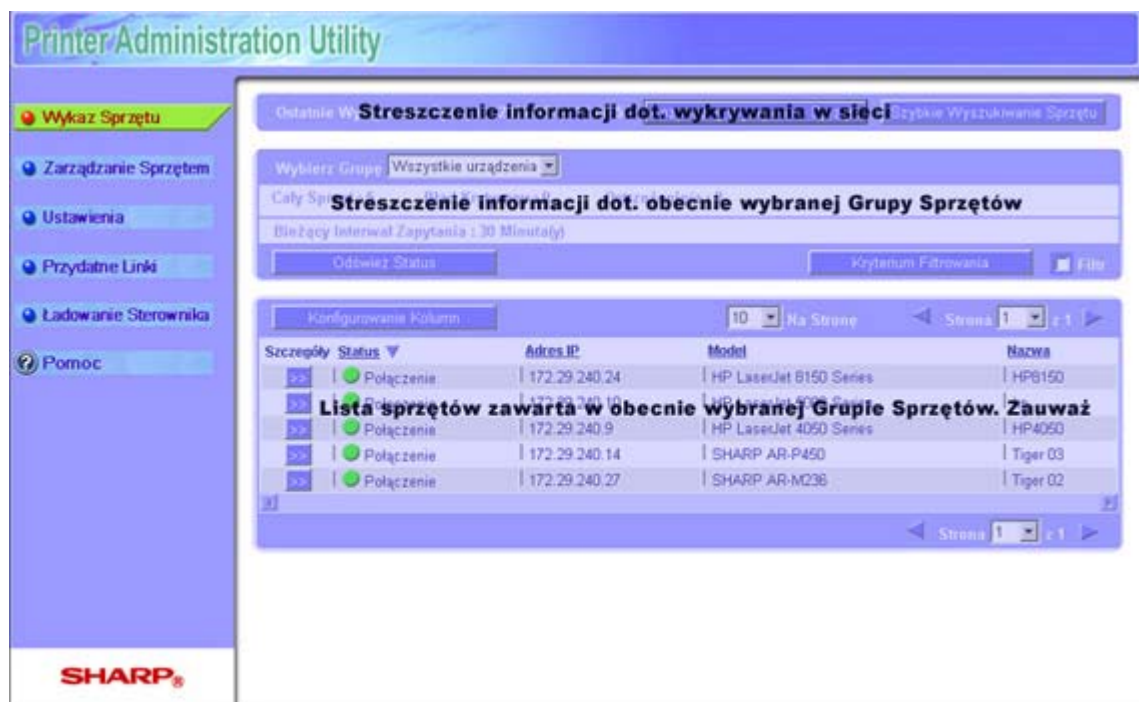 Printer Administration Utility
Wykaz Sprzętu
Zarządzanie Sprzętem
Ustawienia
Przydatne Linki
Ładowanie Sterownika
Pomoc
SHARP®
Ostatnie
Streszczenie informacji dot. wykrywania w sieci
Szybkie Wyszukiwanie Sprzętu
Wybierz Grupę Wszystkie urządzenia
Cały
Streszczenie informacji dot. obecnie wybranej Grupy Sprzętów
Bieżący Interwał Zapytania : 30 Minuta(y)
Odśwież Status Kryterium Filtrowania Filtr
Konfigurowanie Kolumn 10 Na Stronę Strona 1 z 1
Szczegóły Status Adres IP Model Nazwa
>> Połączenie 172.29.240.24 HP LaserJet 8150 Series HP8150
>>
Lista sprzętów zawarta w obecnie wybranej Grupie Sprzętów. Zauważ
>> Połączenie 172.29.240.9 HP LaserJet 4050 Series HP4050
>> Połączenie 172.29.240.14 SHARP AR-P450 Tiger 03
>> Połączenie 172.29.240.27 SHARP AR-M236 Tiger 02
Strona 1 z 1